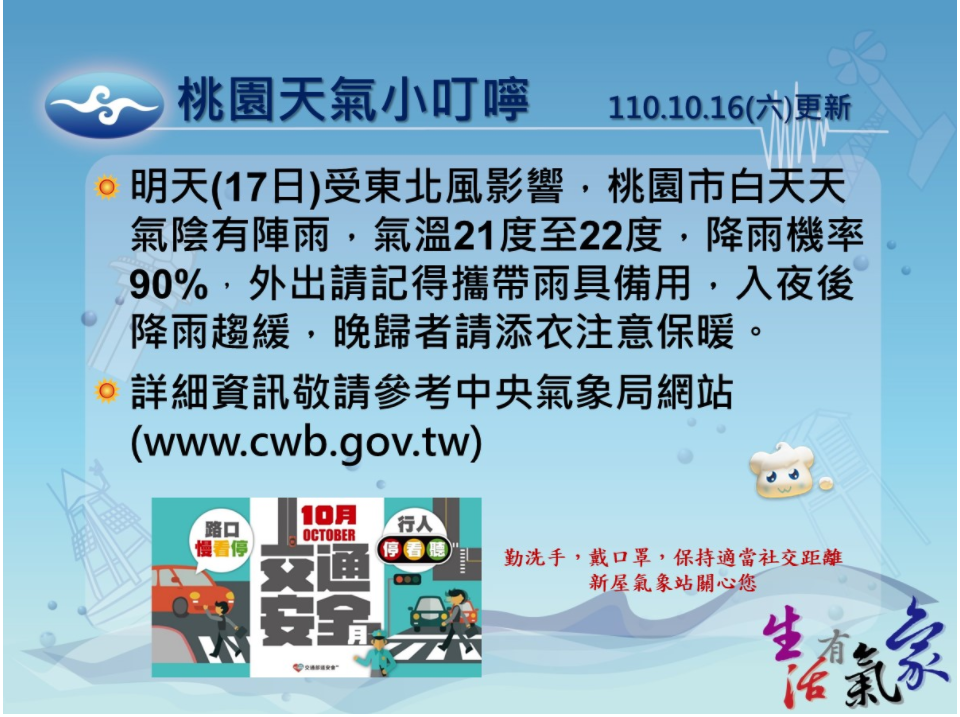 桃園天氣小叮嚀
110.10.16(六)更新
明天(17日)受東北風影響，桃園市白天天
氣陰有陣雨，氣溫21度至22度，降雨機率
90%，外出請記得攜帶雨具備用，入夜後
降雨趨緩，晚歸者請添衣注意保暖。
詳細資訊敬請參考中央氣象局網站
(www.cwb.gov.tw)
路口
慢看停
10月
OCTOBER
交通
安全
月
行人
停看聽
交通部道安會
勤洗手，戴口罩，保持適當社交距離
新屋氣象站關心您
生活有氣象